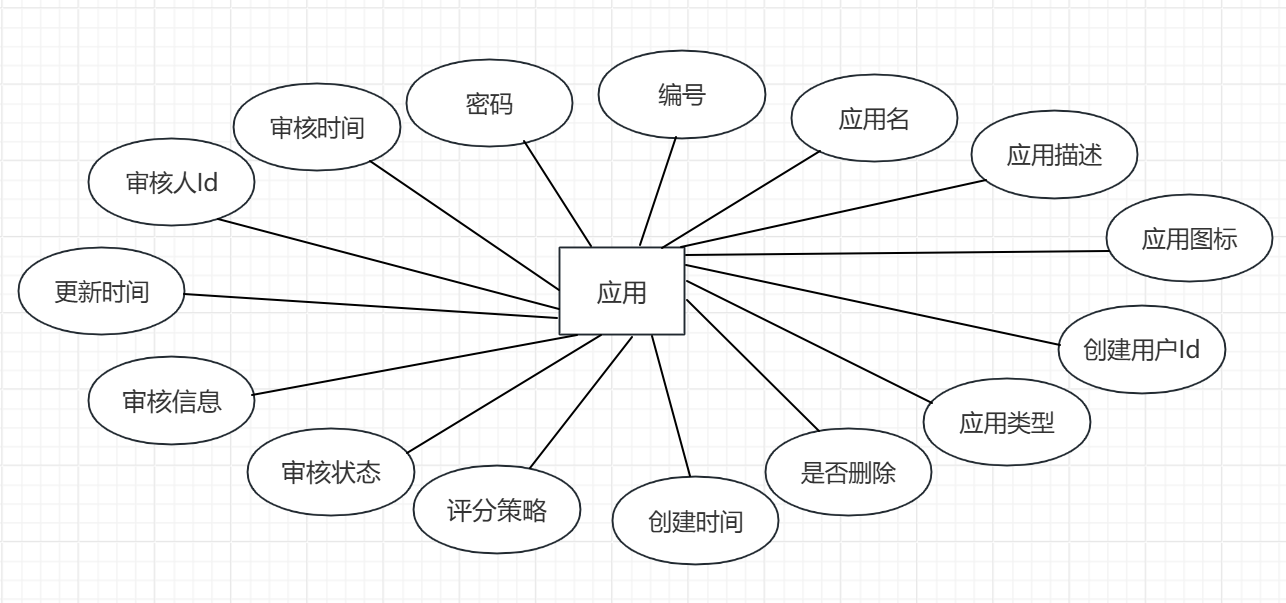 编号
密码
应用名
审核时间
应用描述
审核人Id
应用图标
更新时间
应用
创建用户Id
审核信息
应用类型
审核状态
是否删除
评分策略
创建时间